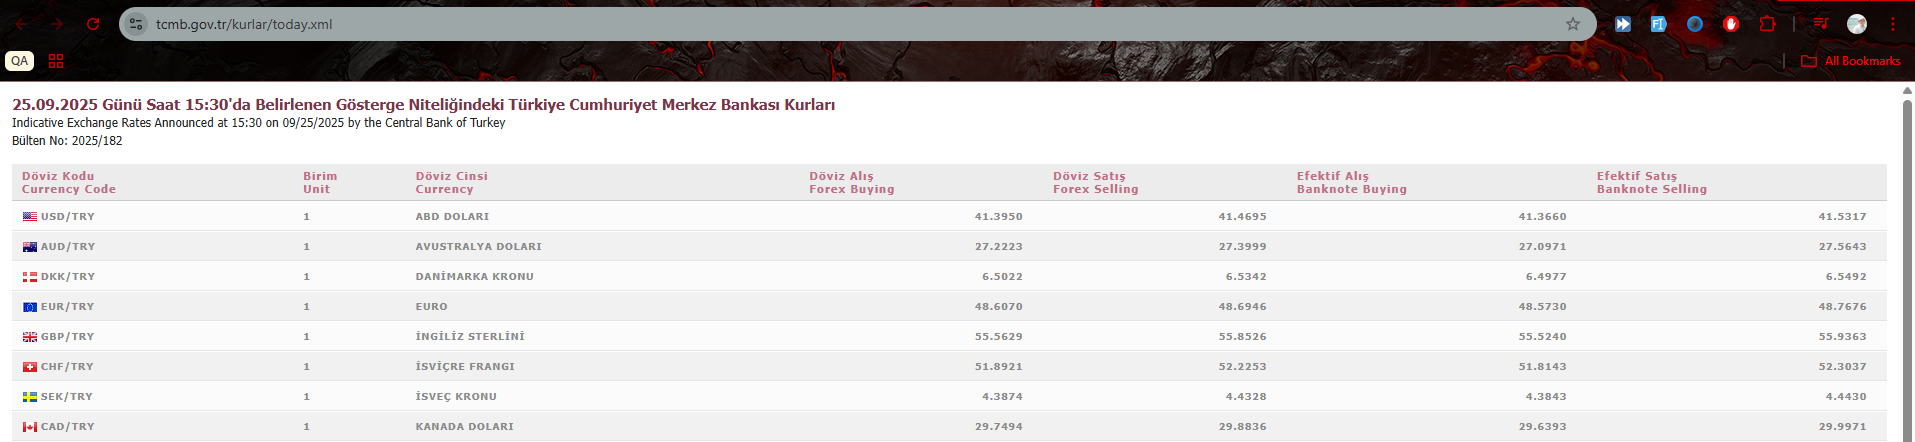 tcmb.gov.tr/kurlar/today.xml
QA
All Bookmarks
25.09.2025 Günü Saat 15:30'da Belirlenen Gösterge Niteliğindeki Türkiye Cumhuriyet Merkez Bankası Kurları
Indicative Exchange Rates Announced at 15:30 on 09/25/2025 by the Central Bank of Turkey
Bülten No: 2025/182
Döviz Kodu Birim Döviz Cinsi Döviz Alış Döviz Satış Efektif Alış Efektif Satış
Currency Code Unit Currency Forex Buying Forex Selling Banknote Buying Banknote Selling
USD/TRY 1 ABD DOLARI 41.3950 41.4695 41.3660 41.5317
AUD/TRY 1 AVUSTRALYA DOLARI 27.2223 27.3999 27.0971 27.5643
DKK/TRY 1 DANİMARKA KRONU 6.5022 6.5342 6.4977 6.5492
EUR/TRY 1 EURO 48.6070 48.6946 48.5730 48.7676
GBP/TRY 1 İNGİLİZ STERLİNİ 55.5629 55.8526 55.5240 55.9363
CHF/TRY 1 İSVİÇRE FRANGI 51.8921 52.2253 51.8143 52.3037
SEK/TRY 1 İSVEÇ KRONU 4.3874 4.4328 4.3843 4.4430
CAD/TRY 1 KANADA DOLARI 29.7494 29.8836 29.6393 29.9971